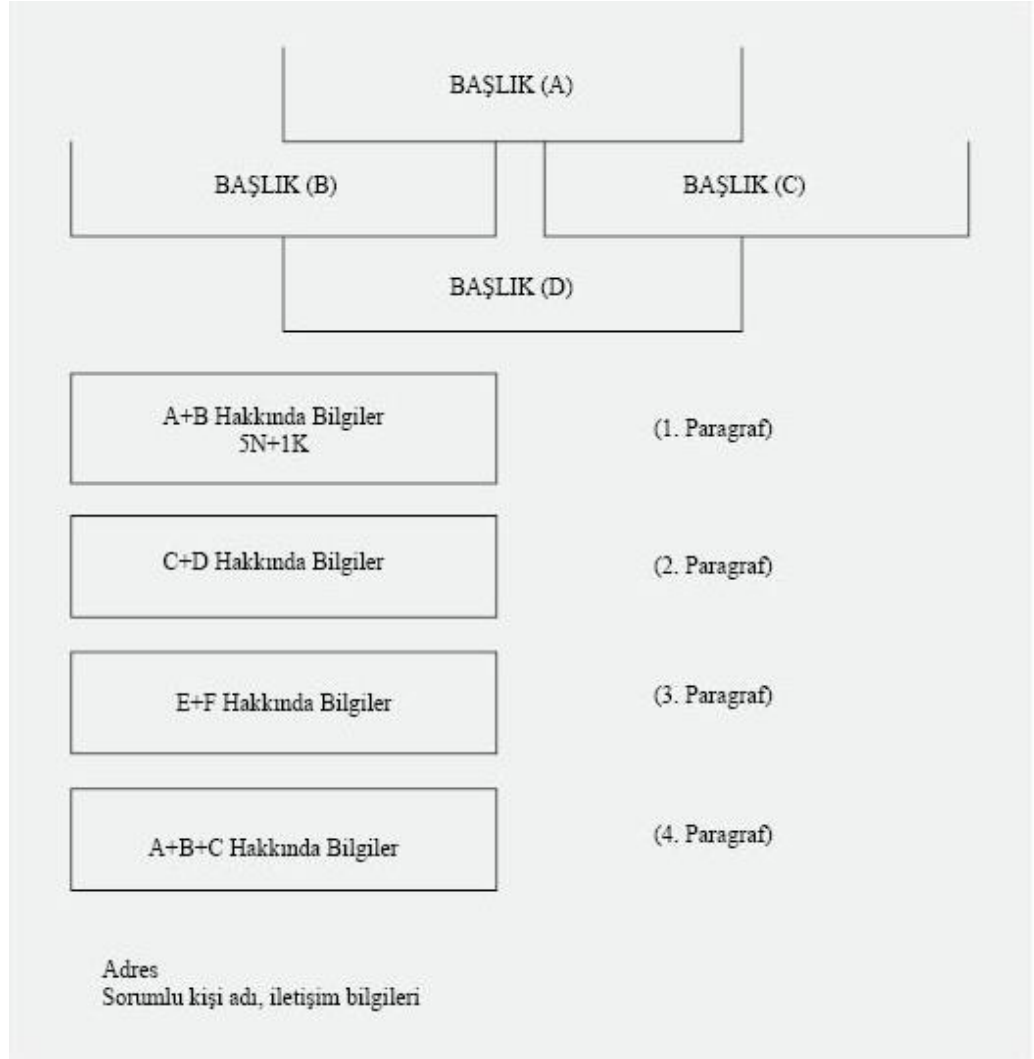 BAŞLIK (A)
BAŞLIK (B)
BAŞLIK (C)
BAŞLIK (D)
A+B Hakkında Bilgiler
5N+1K
(1. Paragraf)
C+D Hakkında Bilgiler
(2. Paragraf)
E+F Hakkında Bilgiler
(3. Paragraf)
A+B+C Hakkında Bilgiler
(4. Paragraf)
Adres
Sorumlu kişi adı, iletişim bilgileri